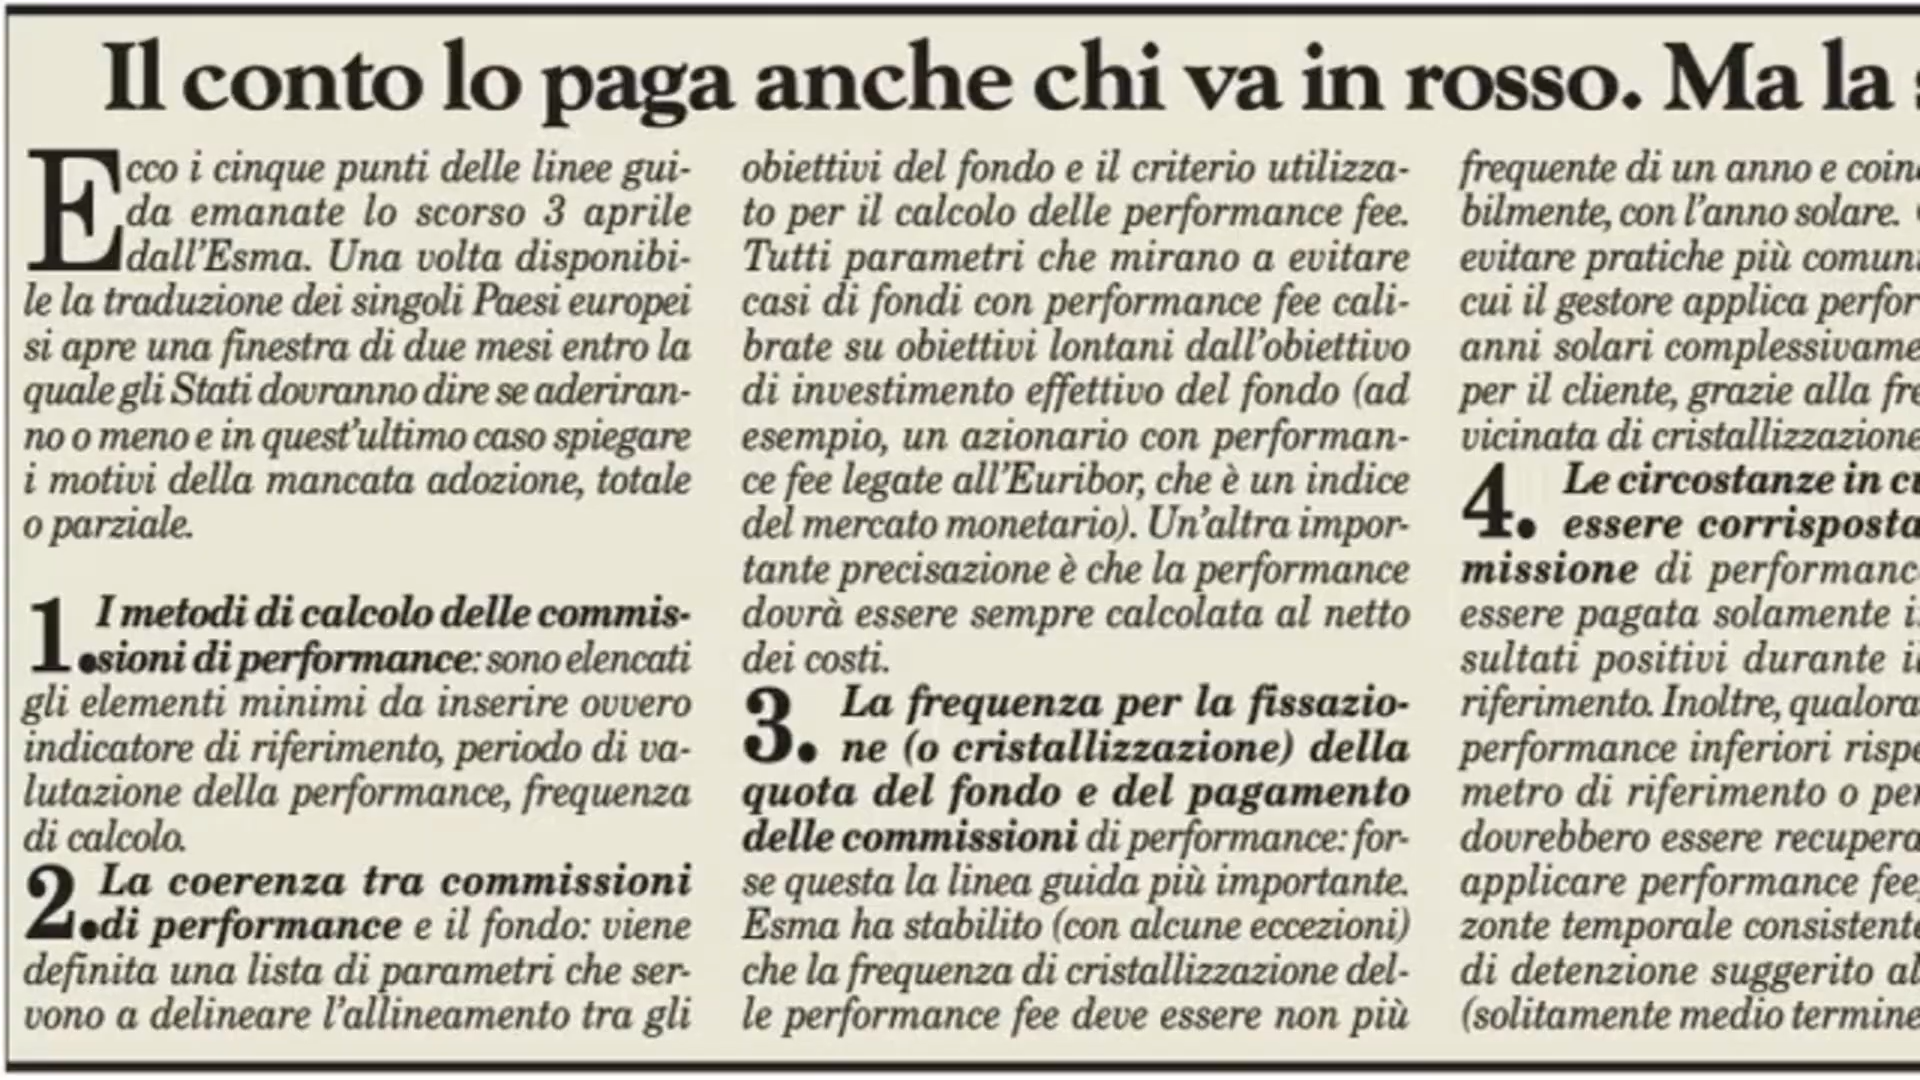 Il conto lo paga anche chi va in rosso. Ma la
Ecco i cinque punti delle linee gui-
da emanate lo scorso 3 aprile
dall'Esma. Una volta disponibi-
le la traduzione dei singoli Paesi europei
si apre una finestra di due mesi entro la
quale gli Stati dovranno dire se aderiran-
no o meno e in quest'ultimo caso spiegare
i motivi della mancata adozione, totale
o parziale.
1. I metodi di calcolo delle commis-
sioni di performance: sono elencati
gli elementi minimi da inserire ovvero
indicatore di riferimento, periodo di va-
lutazione della performance, frequenza
di calcolo.
2. La coerenza tra commissioni
di performance e il fondo: viene
definita una lista di parametri che ser-
vono a delineare l'allineamento tra gli
obiettivi del fondo e il criterio utilizza-
to per il calcolo delle performance fee.
Tutti parametri che mirano a evitare
casi di fondi con performance fee cali-
brate su obiettivi lontani dall'obiettivo
di investimento effettivo del fondo (ad
esempio, un azionario con performan-
ce fee legate all'Euribor, che è un indice
del mercato monetario). Un'altra impor-
tante precisazione è che la performance
dovrà essere sempre calcolata al netto
dei costi.
3. La frequenza per la fissazio-
ne (o cristallizzazione) della
quota del fondo e del pagamento
delle commissioni di performance: for-
se questa la linea guida più importante.
Esma ha stabilito (con alcune eccezioni)
che la frequenza di cristallizzazione del-
le performance fee deve essere non più
frequente di un anno e
bilmente, con l'anno solare.
evitare pratiche più
cui il gestore applica
anni solari
per il cliente, grazie alla
vicinata di cristallizzazione
4. Le circostanze in
essere corrisposta
missione di
essere pagata solamente
sultati positivi durante
riferimento. Inoltre, qualora
performance inferiori
metro di riferimento o
dovrebbero essere
applicare performance fee,
zonte temporale
di detenzione suggerito
(solitamente medio termine